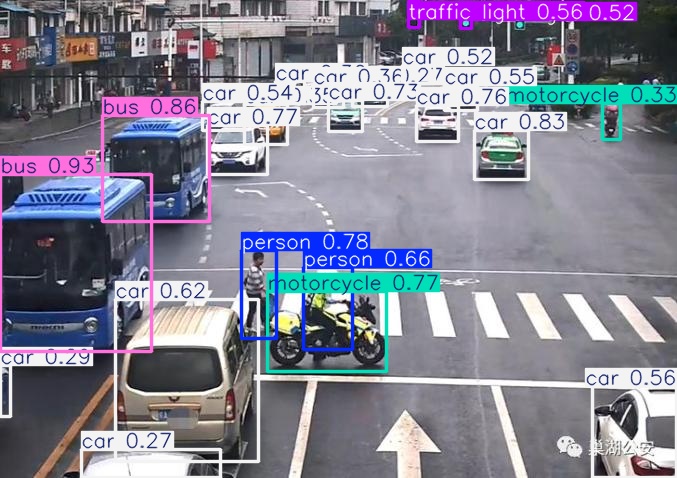 traffic light 0.56 0.52
car 0.52
car 0.36
car 0.55
car 0.54
car 0.73
car 0.76
motorcycle 0.33
bus 0.86
car 0.77
car 0.83
bus 0.93
person 0.78
person 0.66
motorcycle 0.77
car 0.62
car 0.29
car 0.56
car 0.27
巢湖公安